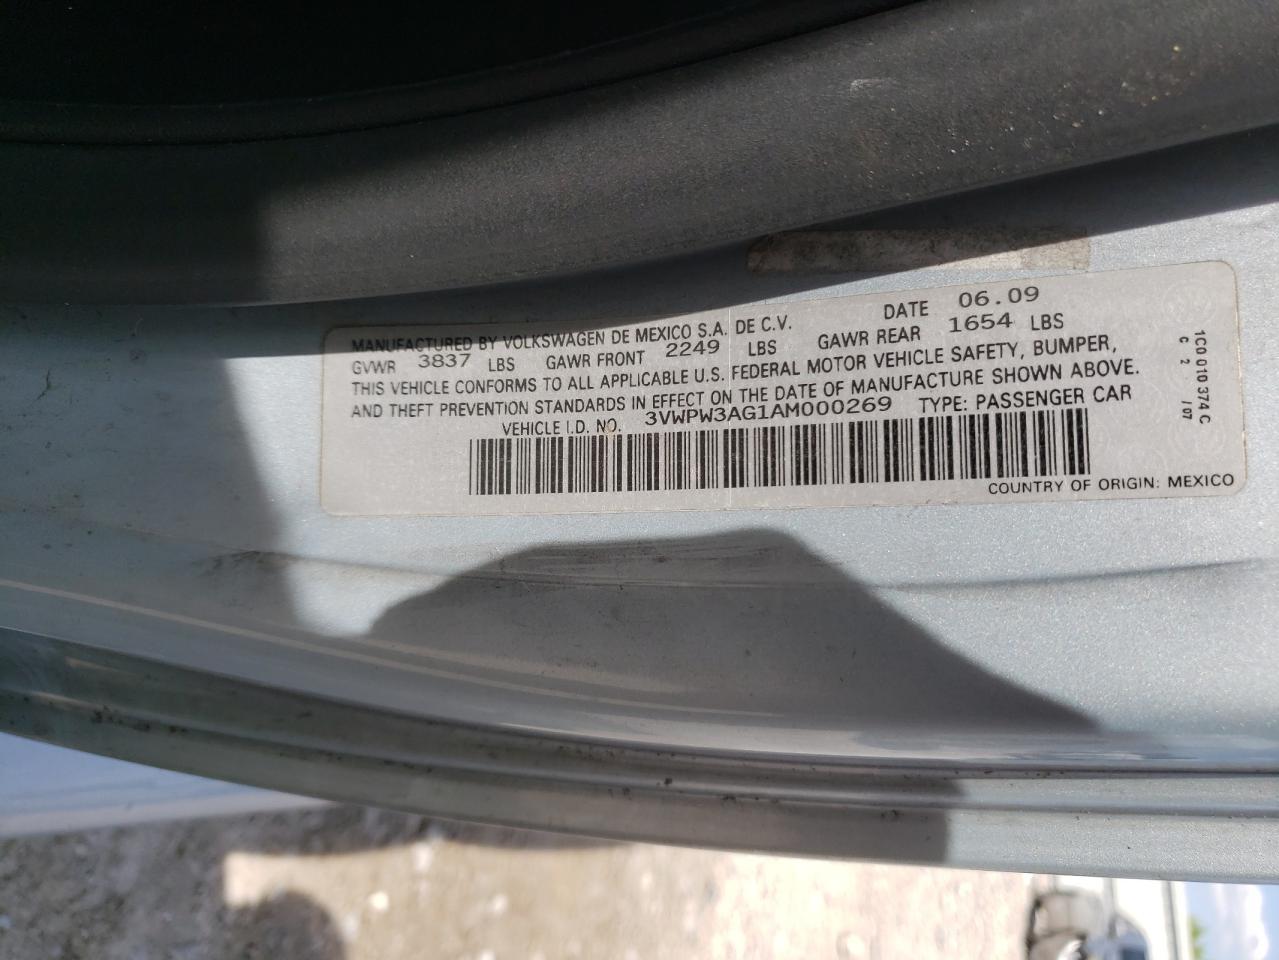 MANUFACTURED BY VOLKSWAGEN DE MEXICO S.A. DE C.V. DATE 06.09
GVWR 3837 LBS GAWR FRONT 2249 LBS GAWR REAR 1654 LBS
THIS VEHICLE CONFORMS TO ALL APPLICABLE U.S. FEDERAL MOTOR VEHICLE SAFETY, BUMPER,
AND THEFT PREVENTION STANDARDS IN EFFECT ON THE DATE OF MANUFACTURE SHOWN ABOVE.
VEHICLE I.D. NO. 3VWPW3AG1AM000269 TYPE: PASSENGER CAR
COUNTRY OF ORIGIN: MEXICO
1C0 010 374 C
C 2 /07